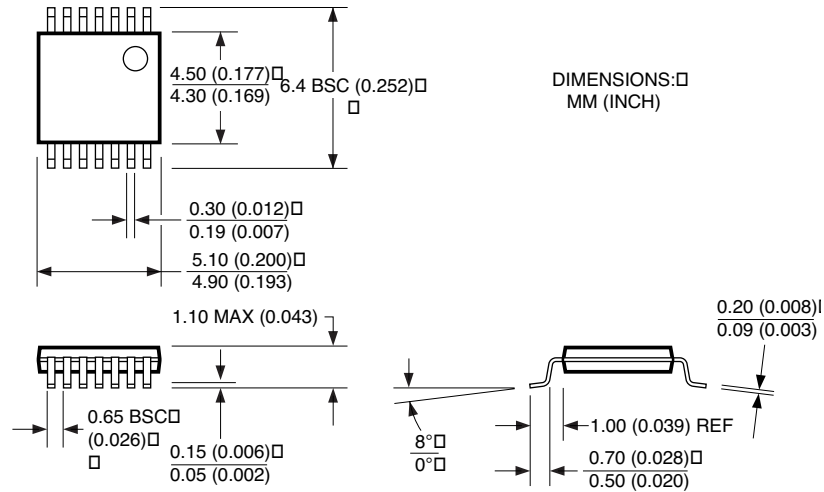 4.50 (0.177)□
4.30 (0.169)
6.4 BSC (0.252)□
□
DIMENSIONS:□
MM (INCH)
0.30 (0.012)□
0.19 (0.007)
5.10 (0.200)□
4.90 (0.193)
1.10 MAX (0.043)
0.20 (0.008)□
0.09 (0.003)
0.65 BSC□
(0.026)□
□
0.15 (0.006)□
0.05 (0.002)
8°□
0°□
1.00 (0.039) REF
0.70 (0.028)□
0.50 (0.020)